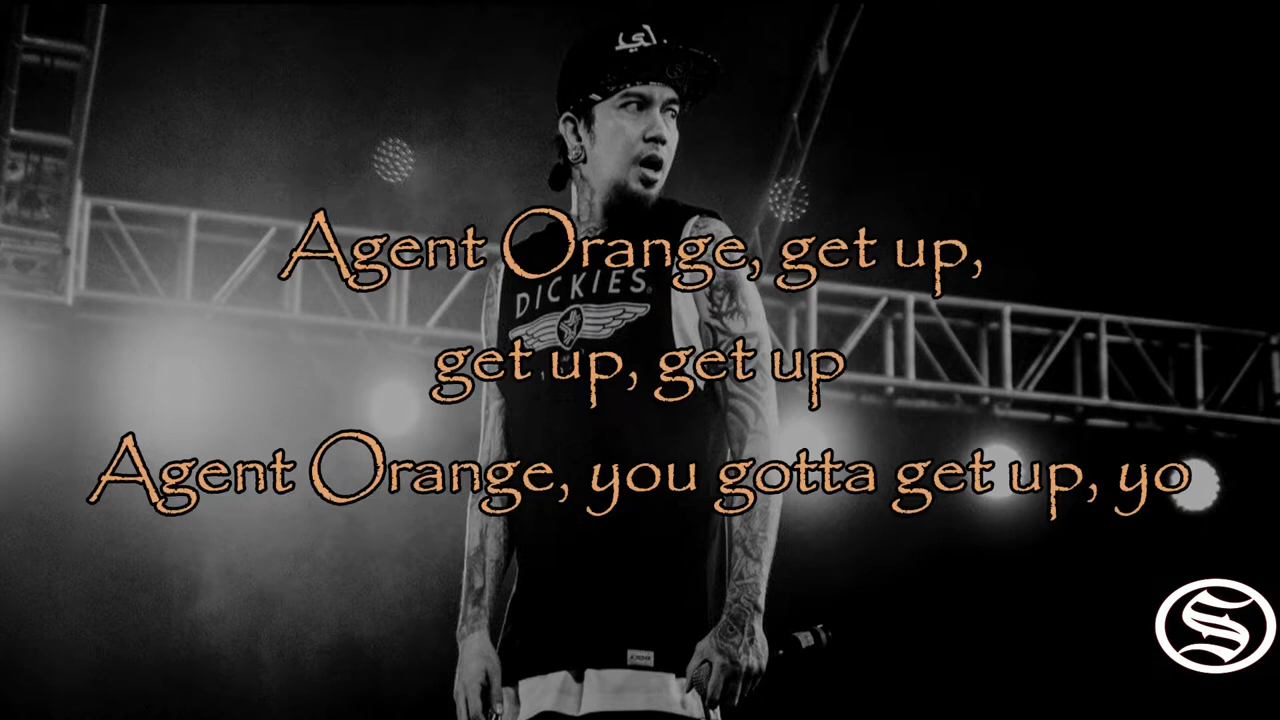 Agent Orange, get up,
DICKIES
get up, get up
Agent Orange, you gotta get up, yo
S